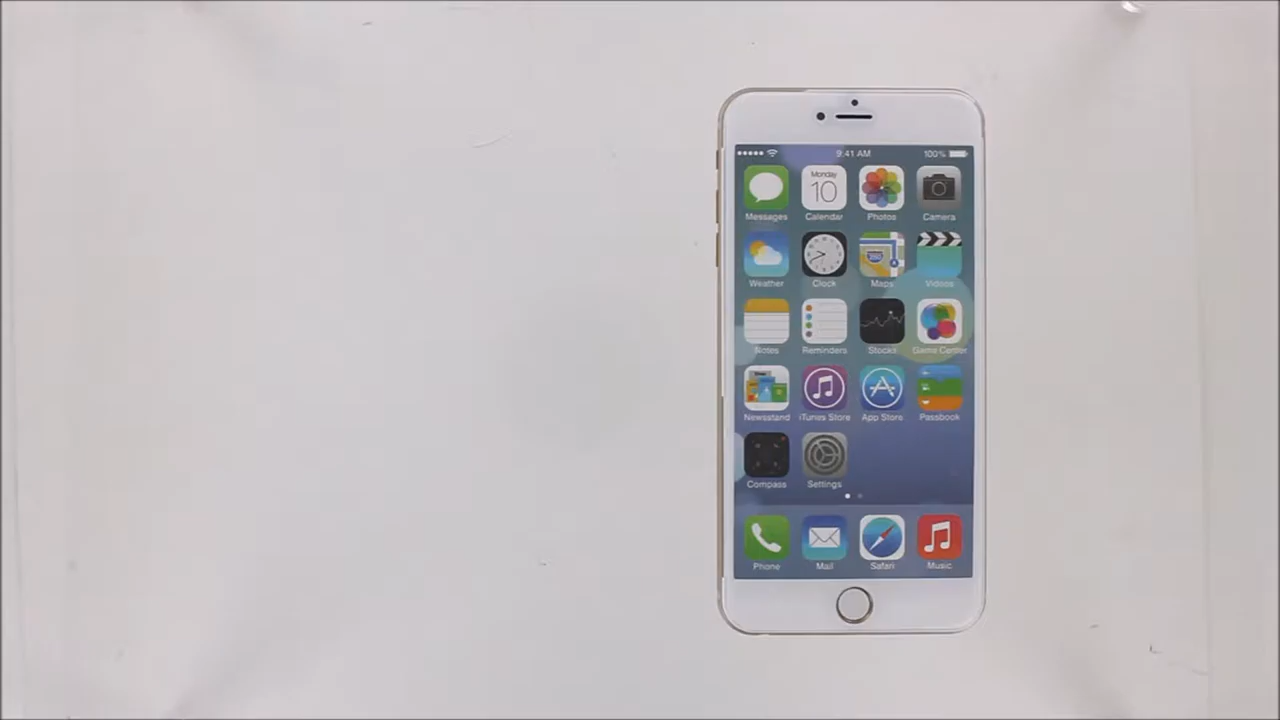 9:41 AM 100%
Monday
10
Messages Calendar Photos Camera
280
Weather Clock Maps Videos
Notes Reminders Stocks Game Center
Newsstand iTunes Store App Store Passbook
Compass Settings
Phone Mail Safari Music